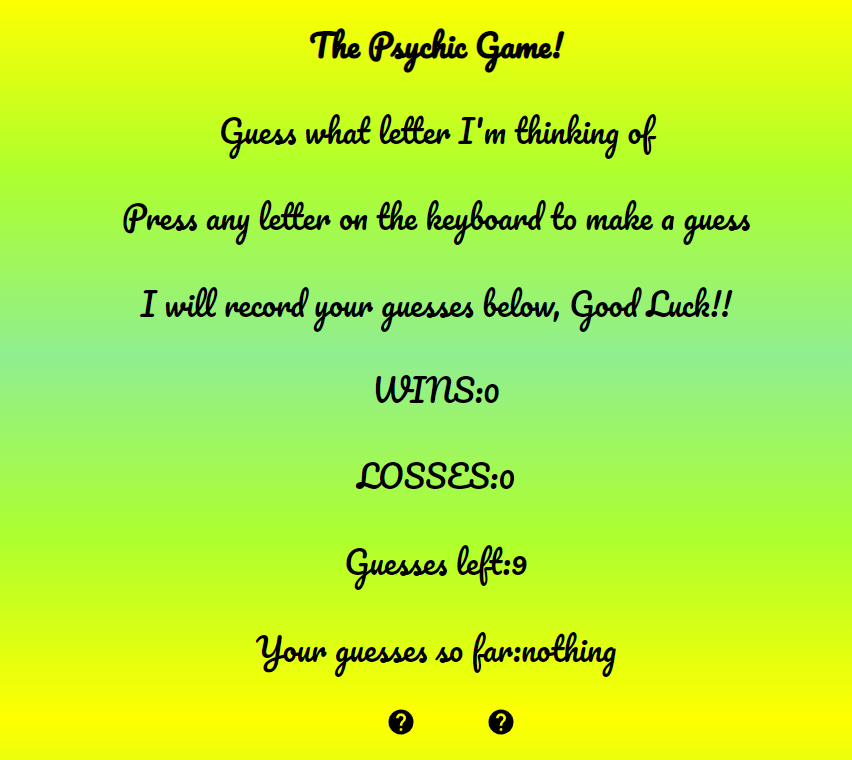 The Psychic Game!
Guess what letter I'm thinking of
Press any letter on the keyboard to make a guess
I will record your guesses below, Good Luck!!
WINS:0
LOSSES:0
Guesses left:9
Your guesses so far:nothing
? ?